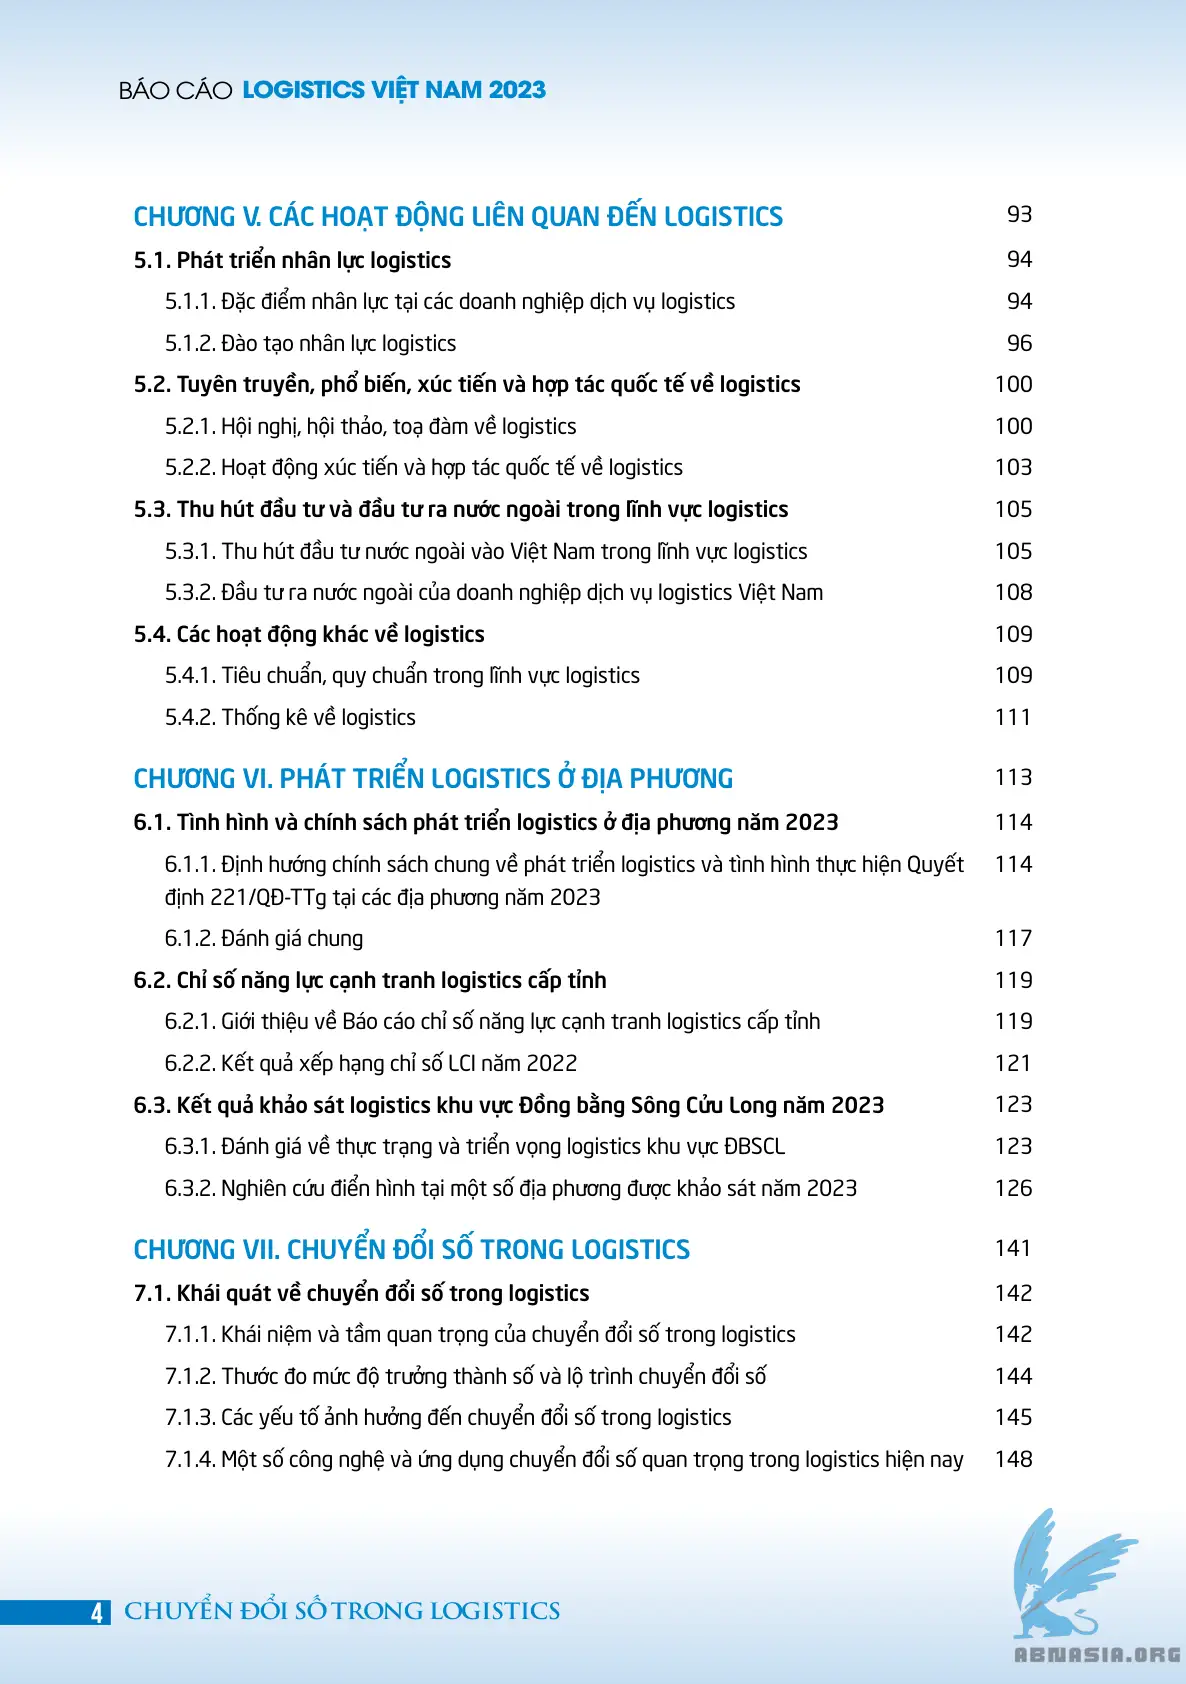 BÁO CÁO LOGISTICS VIỆT NAM 2023
CHƯƠNG V. CÁC HOẠT ĐỘNG LIÊN QUAN ĐẾN LOGISTICS 93
5.1. Phát triển nhân lực logistics 94
5.1.1. Đặc điểm nhân lực tại các doanh nghiệp dịch vụ logistics 94
5.1.2. Đào tạo nhân lực logistics 96
5.2. Tuyên truyền, phổ biến, xúc tiến và hợp tác quốc tế về logistics 100
5.2.1. Hội nghị, hội thảo, toạ đàm về logistics 100
5.2.2. Hoạt động xúc tiến và hợp tác quốc tế về logistics 103
5.3. Thu hút đầu tư và đầu tư ra nước ngoài trong lĩnh vực logistics 105
5.3.1. Thu hút đầu tư nước ngoài vào Việt Nam trong lĩnh vực logistics 105
5.3.2. Đầu tư ra nước ngoài của doanh nghiệp dịch vụ logistics Việt Nam 108
5.4. Các hoạt động khác về logistics 109
5.4.1. Tiêu chuẩn, quy chuẩn trong lĩnh vực logistics 109
5.4.2. Thống kê về logistics 111
CHƯƠNG VI. PHÁT TRIỂN LOGISTICS Ở ĐỊA PHƯƠNG 113
6.1. Tình hình và chính sách phát triển logistics ở địa phương năm 2023 114
6.1.1. Định hướng chính sách chung về phát triển logistics và tình hình thực hiện Quyết 114
định 221/QĐ-TTg tại các địa phương năm 2023
6.1.2. Đánh giá chung 117
6.2. Chỉ số năng lực cạnh tranh logistics cấp tỉnh 119
6.2.1. Giới thiệu về Báo cáo chỉ số năng lực cạnh tranh logistics cấp tỉnh 119
6.2.2. Kết quả xếp hạng chỉ số LCI năm 2022 121
6.3. Kết quả khảo sát logistics khu vực Đồng bằng Sông Cửu Long năm 2023 123
6.3.1. Đánh giá về thực trạng và triển vọng logistics khu vực ĐBSCL 123
6.3.2. Nghiên cứu điển hình tại một số địa phương được khảo sát năm 2023 126
CHƯƠNG VII. CHUYỂN ĐỔI SỐ TRONG LOGISTICS 141
7.1. Khái quát về chuyển đổi số trong logistics 142
7.1.1. Khái niệm và tầm quan trọng của chuyển đổi số trong logistics 142
7.1.2. Thước đo mức độ trưởng thành số và lộ trình chuyển đổi số 144
7.1.3. Các yếu tố ảnh hưởng đến chuyển đổi số trong logistics 145
7.1.4. Một số công nghệ và ứng dụng chuyển đổi số quan trọng trong logistics hiện nay 148
4 CHUYỂN ĐỔI SỐ TRONG LOGISTICS
ABNASIA.ORG